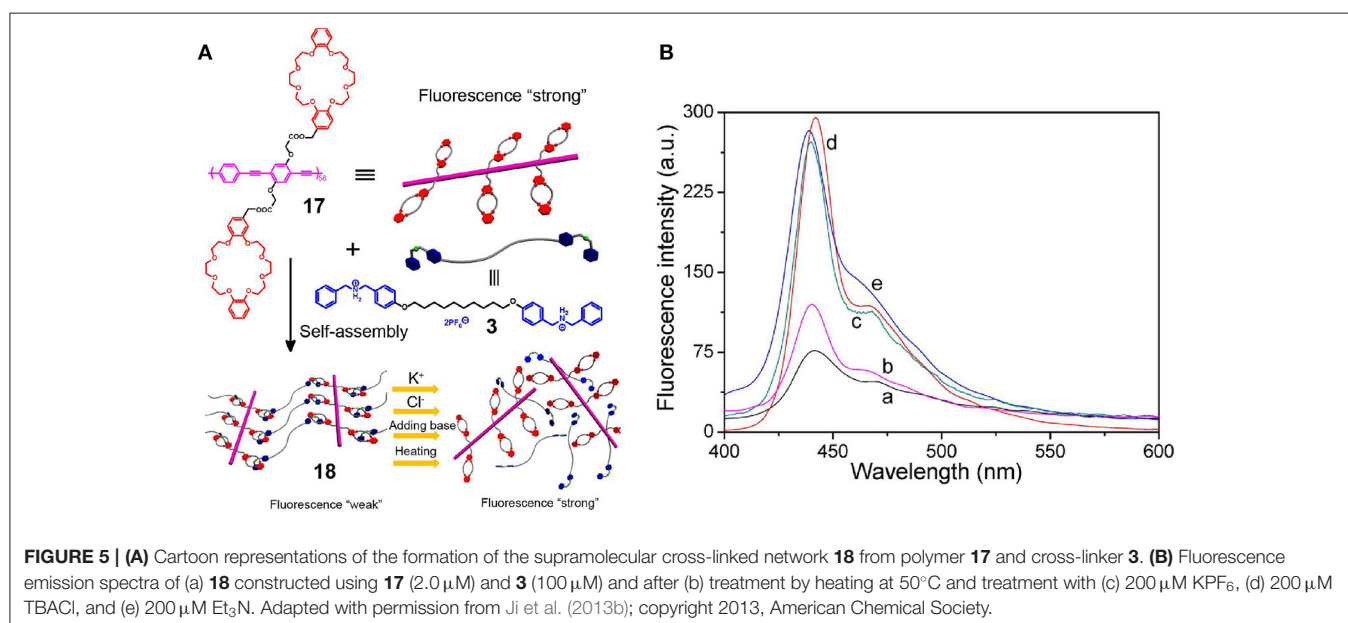 A
Fluorescence "strong"
COO
O
56
17
≡
O
OOC
+
≡
N
H₂
O
O
H₂
N
2PF₆⊖
3
Self-assembly
K⁺
Cl⁻
Adding base
Heating
18
Fluorescence "weak"
Fluorescence "strong"
B
Fluorescence intensity (a.u.)
300
225
150
75
0
d
e
c
b
a
400
450
500
550
600
Wavelength (nm)
FIGURE 5 | (A) Cartoon representations of the formation of the supramolecular cross-linked network 18 from polymer 17 and cross-linker 3. (B) Fluorescence
emission spectra of (a) 18 constructed using 17 (2.0 μM) and 3 (100 μM) and after (b) treatment by heating at 50°C and treatment with (c) 200 μM KPF₆, (d) 200 μM
TBACl, and (e) 200 μM Et₃N. Adapted with permission from Ji et al. (2013b); copyright 2013, American Chemical Society.